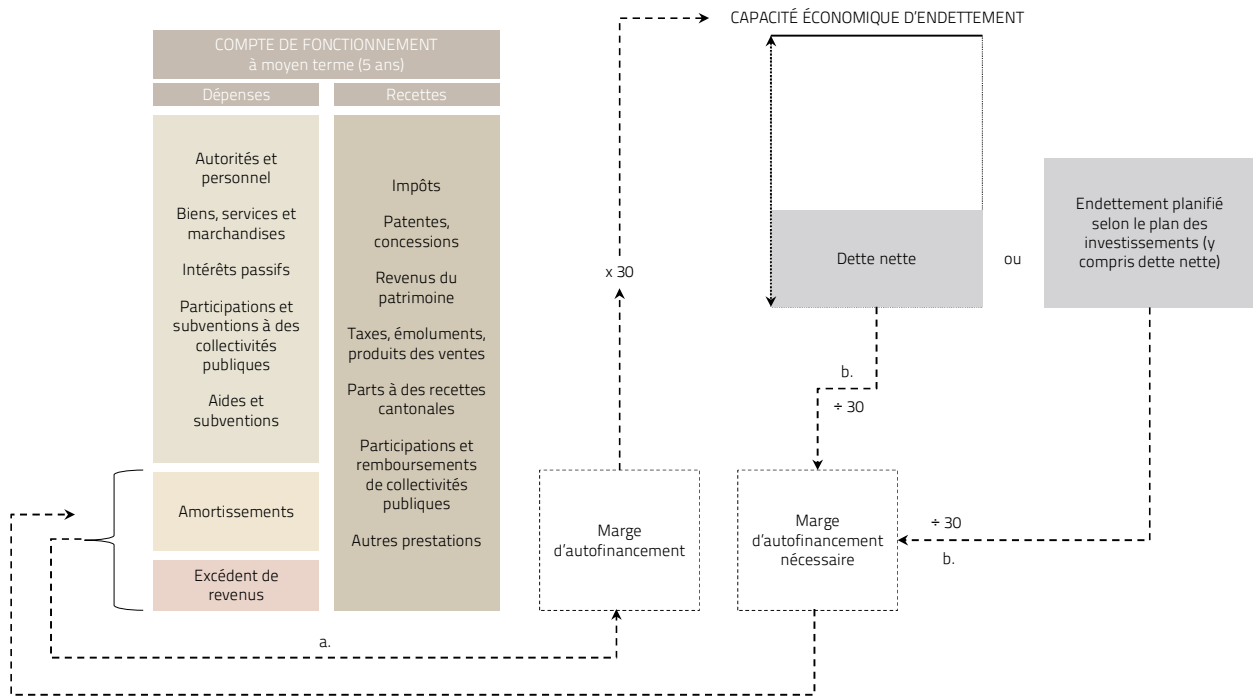 CAPACITÉ ÉCONOMIQUE D'ENDETTEMENT
COMPTE DE FONCTIONNEMENT
à moyen terme (5 ans)
Dépenses
Recettes
Autorités et
personnel
Biens, services et
marchandises
Intérêts passifs
Participations et
subventions à des
collectivités
publiques
Aides et
subventions
Amortissements
Excédent de
revenus
Impôts
Patentes,
concessions
Revenus du
patrimoine
Taxes, émoluments,
produits des ventes
Parts à des recettes
cantonales
Participations et
remboursements
de collectivités
publiques
Autres prestations
x 30
Dette nette
ou
Endettement planifié
selon le plan des
investissements (y
compris dette nette)
b.
÷ 30
Marge
d'autofinancement
Marge
d'autofinancement
nécessaire
÷ 30
b.
a.